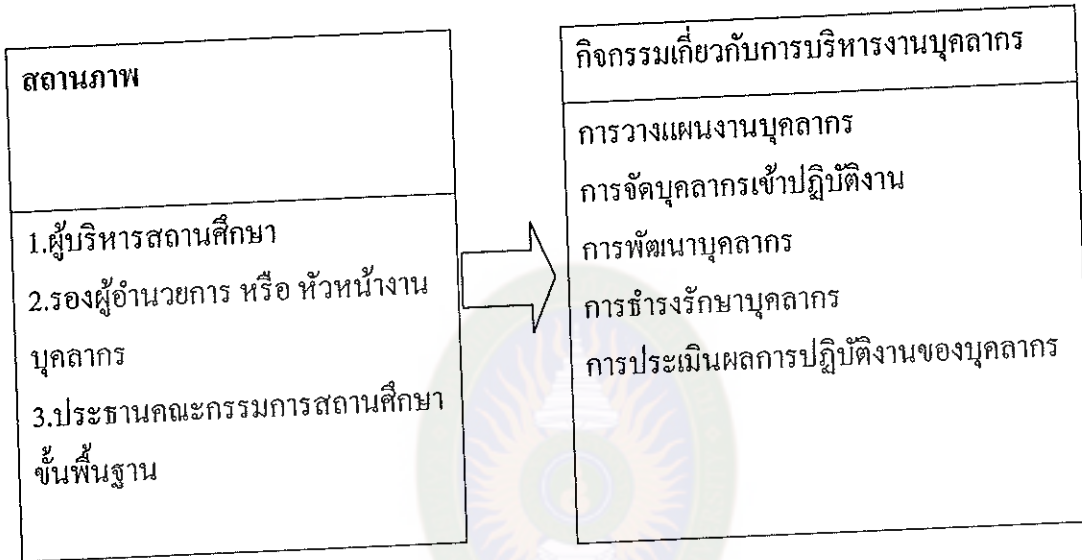 สถานภาพ
1.ผู้บริหารสถานศึกษา
2.รองผู้อำนวยการ หรือ หัวหน้างาน
บุคลากร
3.ประธานคณะกรรมการสถานศึกษา
ขั้นพื้นฐาน
กิจกรรมเกี่ยวกับการบริหารงานบุคลากร
การวางแผนงานบุคลากร
การจัดบุคลากรเข้าปฏิบัติงาน
การพัฒนาบุคลากร
การธำรงรักษาบุคลากร
การประเมินผลการปฏิบัติงานของบุคลากร